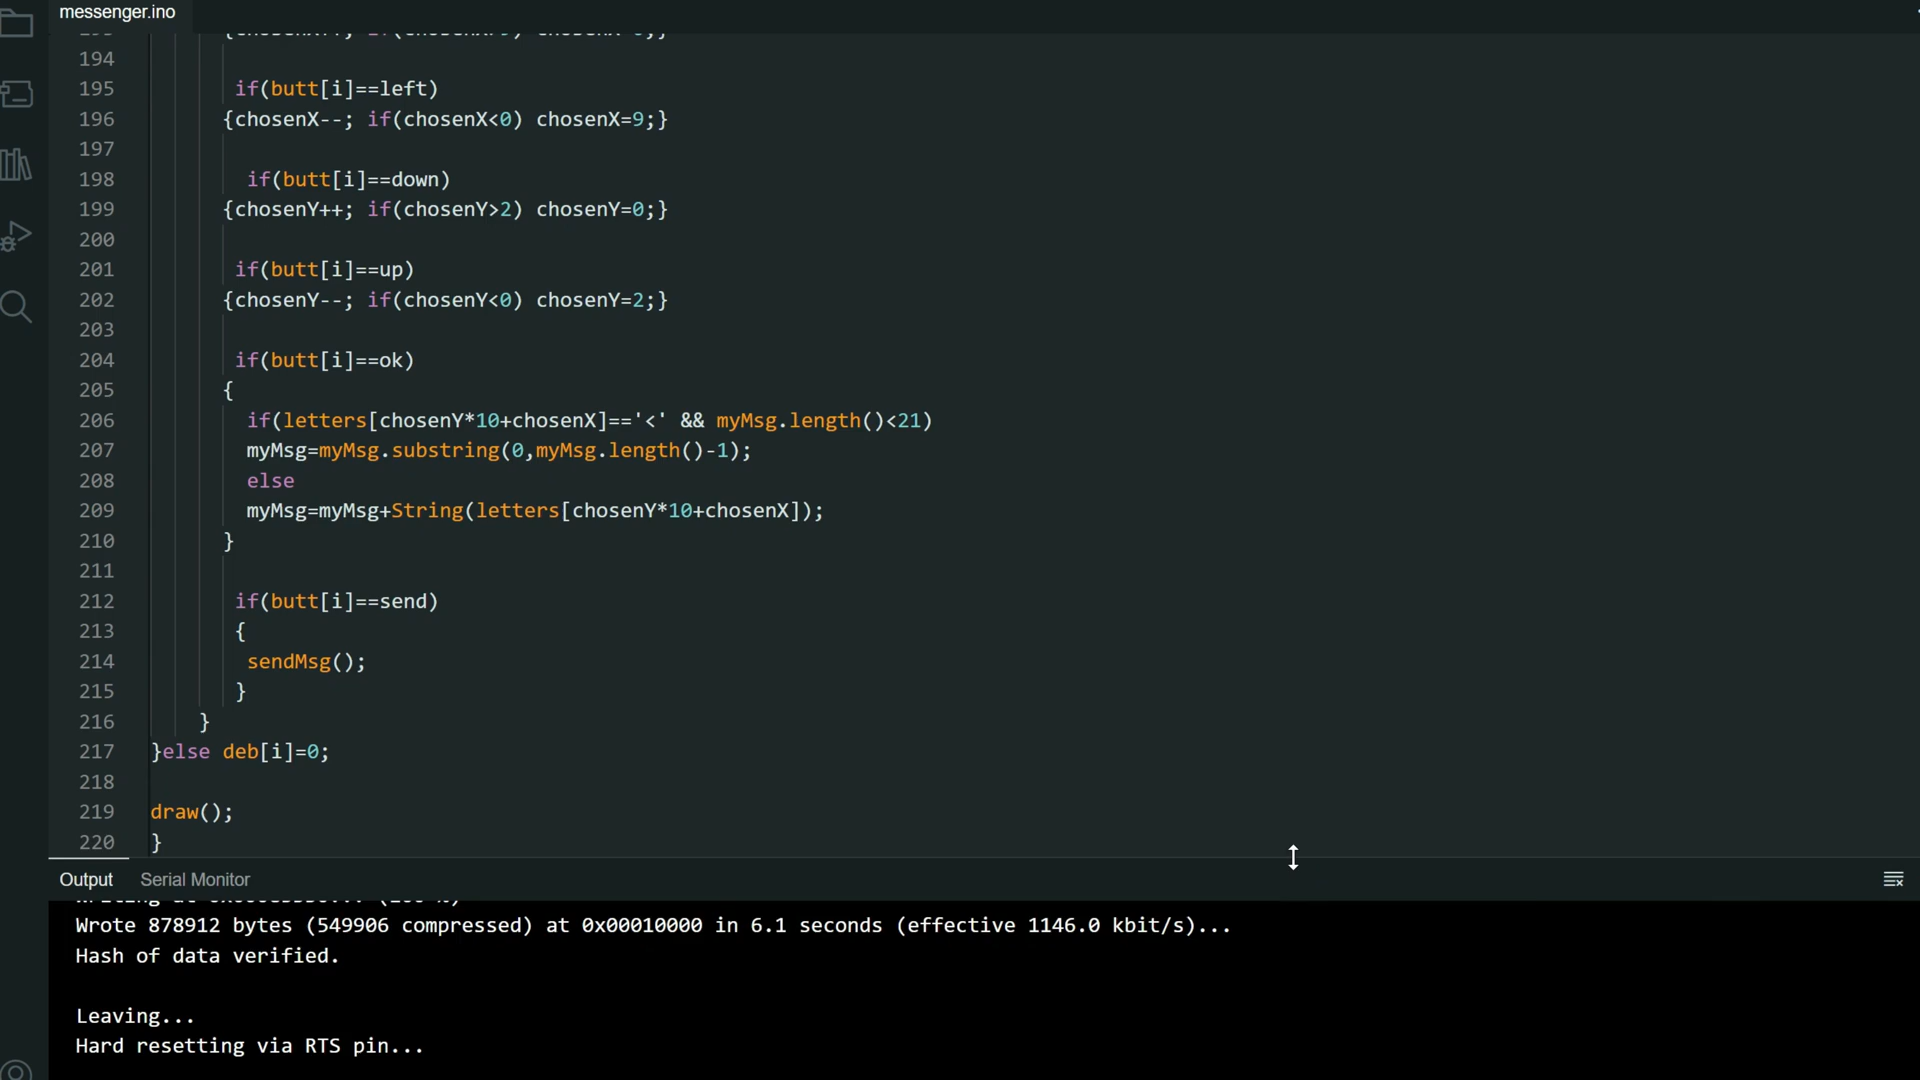 messenger.ino
194
195 if(butt[i]==left)
196 {chosenX--; if(chosenX<0) chosenX=9;}
197
198 if(butt[i]==down)
199 {chosenY++; if(chosenY>2) chosenY=0;}
200
201 if(butt[i]==up)
202 {chosenY--; if(chosenY<0) chosenY=2;}
203
204 if(butt[i]==ok)
205 {
206 if(letters[chosenY*10+chosenX]=='<' && myMsg.length()<21)
207 myMsg=myMsg.substring(0,myMsg.length()-1);
208 else
209 myMsg=myMsg+String(letters[chosenY*10+chosenX]);
210 }
211
212 if(butt[i]==send)
213 {
214 sendMsg();
215 }
216 }
217 }else deb[i]=0;
218
219 draw();
220 }
Output Serial Monitor
Wrote 878912 bytes (549906 compressed) at 0x00010000 in 6.1 seconds (effective 1146.0 kbit/s)...
Hash of data verified.
Leaving...
Hard resetting via RTS pin...